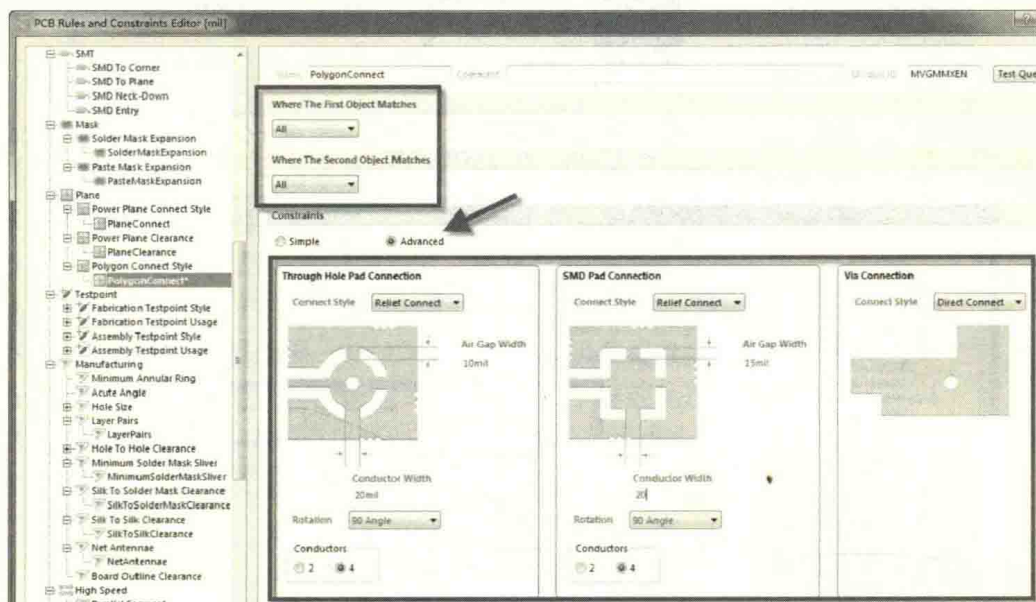 PCB Rules and Constraints Editor [mil]
SMT
SMD To Corner
SMD To Plane
SMD Neck-Down
SMD Entry
Mask
Solder Mask Expansion
SolderMaskExpansion
Paste Mask Expansion
PasteMaskExpansion
Plane
Power Plane Connect Style
PlaneConnect
Power Plane Clearance
PlaneClearance
Polygon Connect Style
PolygonConnect*
Testpoint
Fabrication Testpoint Style
Fabrication Testpoint Usage
Assembly Testpoint Style
Assembly Testpoint Usage
Manufacturing
Minimum Annular Ring
Acute Angle
Hole Size
Layer Pairs
LayerPairs
Hole To Hole Clearance
Minimum Solder Mask Sliver
MinimumSolderMaskSliver
Silk To Solder Mask Clearance
SilkToSolderMaskClearance
Silk To Silk Clearance
SilkToSilkClearance
Net Antennae
NetAntennae
Board Outline Clearance
High Speed
Name PolygonConnect Comment Unique ID MVGMMXEN Test Que
Where The First Object Matches
All
Where The Second Object Matches
All
Constraints
Simple Advanced
Through Hole Pad Connection
Connect Style Relief Connect
Air Gap Width
10mil
Conductor Width
20mil
Rotation 90 Angle
Conductors
2 4
SMD Pad Connection
Connect Style Relief Connect
Air Gap Width
15mil
Conductor Width
20
Rotation 90 Angle
Conductors
2 4
Via Connection
Connect Style Direct Connect